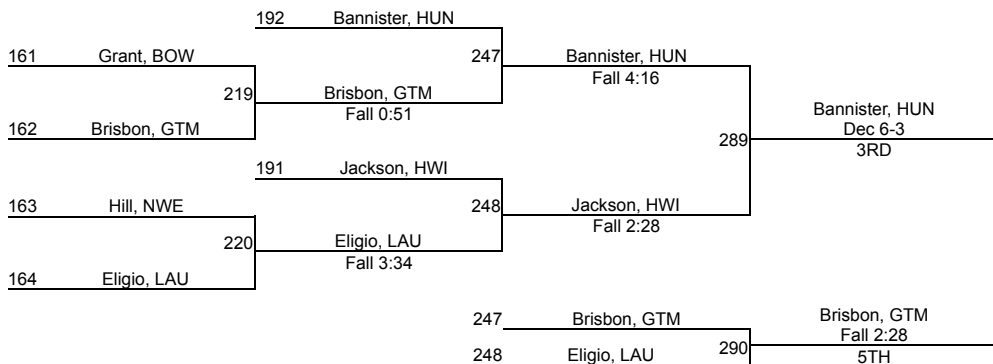 192 Bannister, HUN
161 Grant, BOW
247 Bannister, HUN
Fall 4:16
219 Brisbon, GTM
Fall 0:51
Bannister, HUN
Dec 6-3
3RD
162 Brisbon, GTM
289
191 Jackson, HWI
163 Hill, NWE
248 Jackson, HWI
Fall 2:28
220 Eligio, LAU
Fall 3:34
164 Eligio, LAU
247 Brisbon, GTM
Brisbon, GTM
Fall 2:28
5TH
248 Eligio, LAU
290